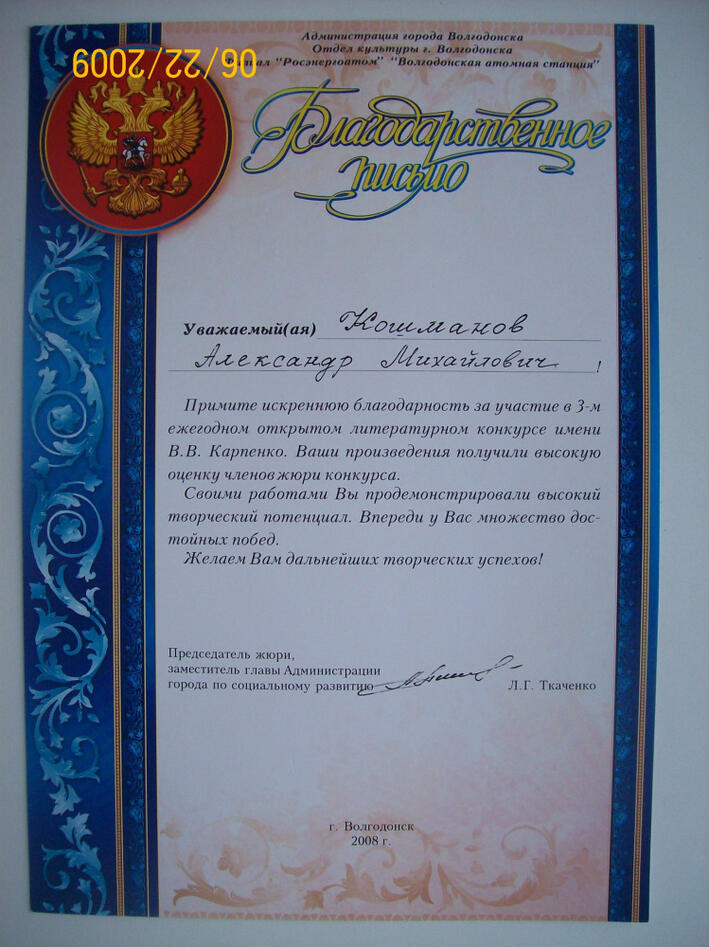 Администрация города Волгодонска
Отдел культуры г. Волгодонска
Филиал "Росэнергоатом" "Волгодонская атомная станция"
06/22/2009
Благодарственное
письмо
Уважаемый(ая) Кошманов
Александр Михайлович !
Примите искреннюю благодарность за участие в 3-м
ежегодном открытом литературном конкурсе имени
В.В. Карпенко. Ваши произведения получили высокую
оценку членов жюри конкурса.
Своими работами Вы продемонстрировали высокий
творческий потенциал. Впереди у Вас множество дос-
тойных побед.
Желаем Вам дальнейших творческих успехов!
Председатель жюри,
заместитель главы Администрации
города по социальному развитию Л.Г. Ткаченко
г. Волгодонск
2008 г.